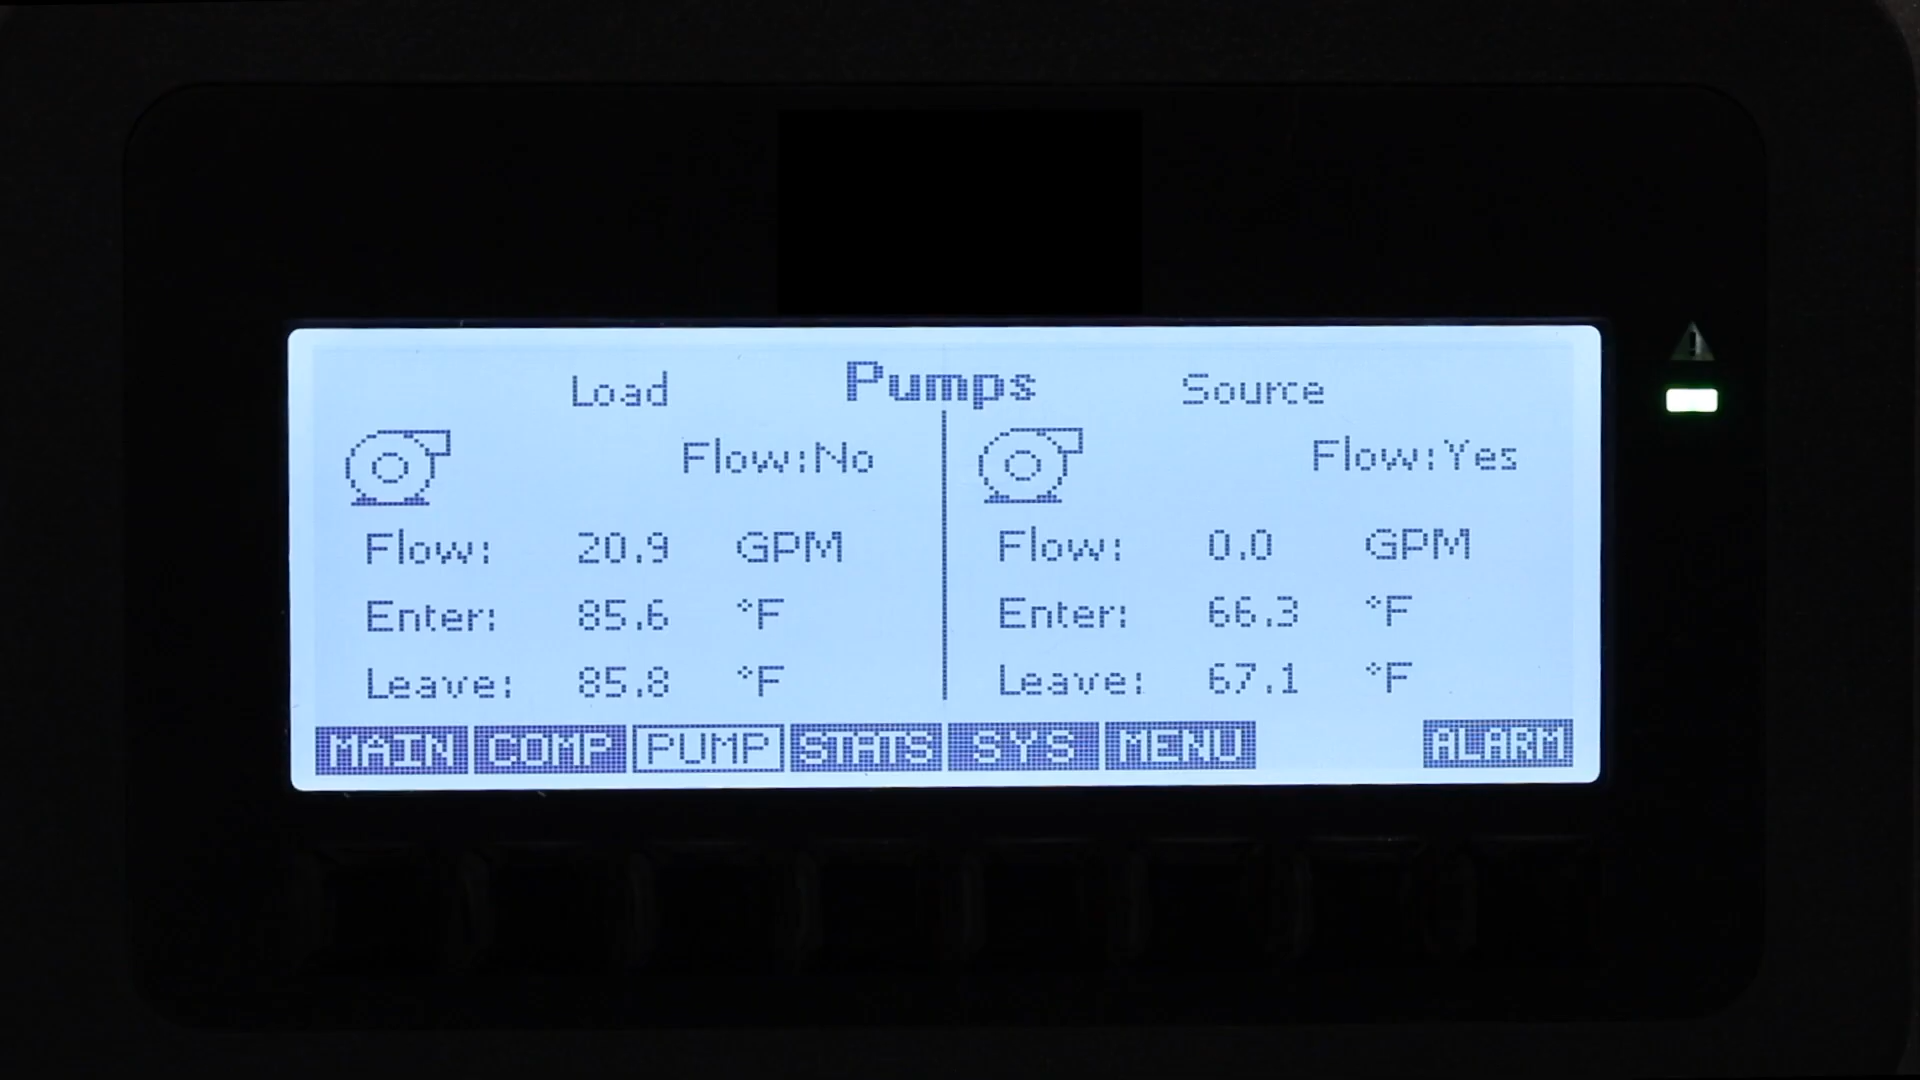 Pumps
Load
Flow:No
Flow: 20.9 GPM
Enter: 85.6 °F
Leave: 85.8 °F
Source
Flow:Yes
Flow: 0.0 GPM
Enter: 66.3 °F
Leave: 67.1 °F
MAIN COMP PUMP STATS SYS MENU ALARM